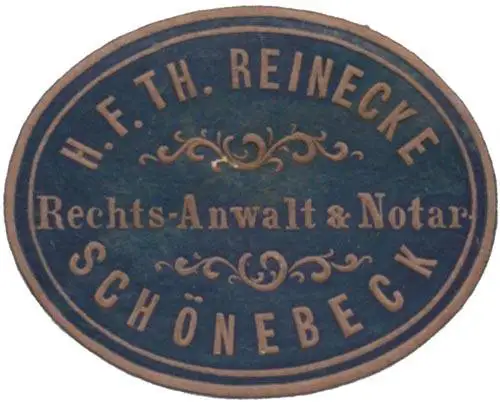 H. F. TH. REINECKE
Rechts-Anwalt & Notar-
SCHÖNEBECK